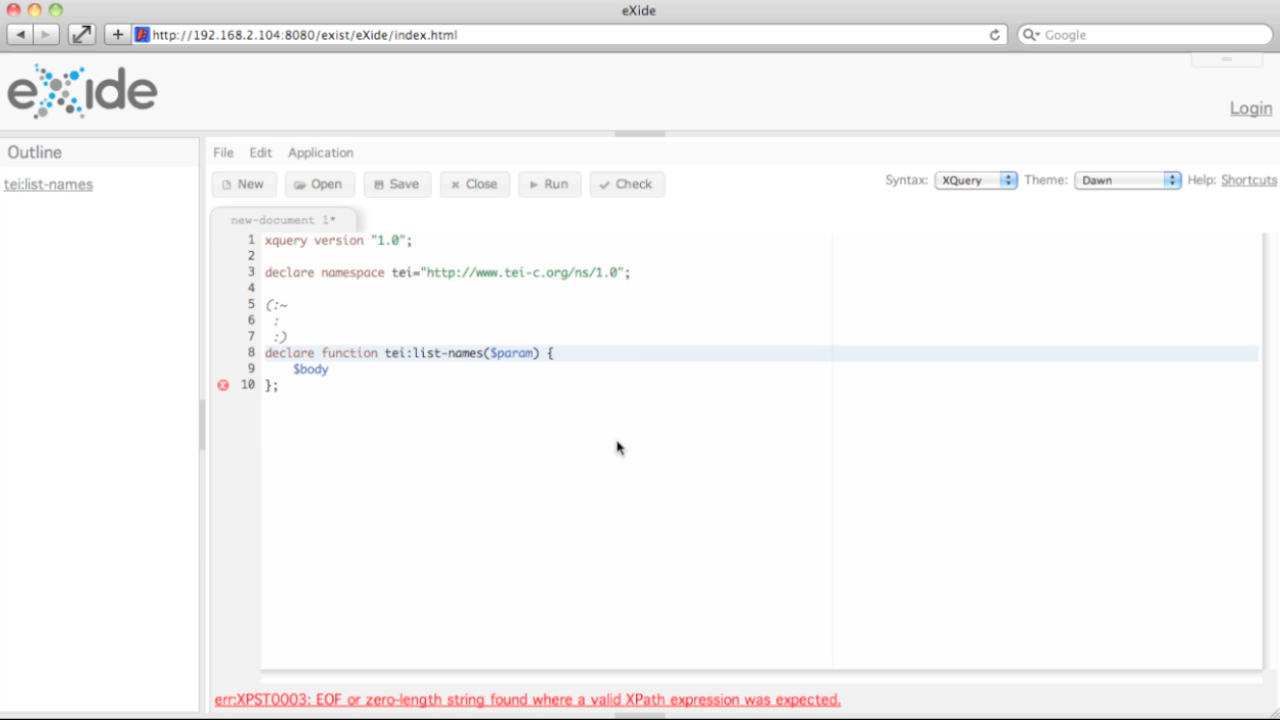 eXide
http://192.168.2.104:8080/exist/eXide/index.html
Google
eXide
Login
Outline
tei:list-names
File Edit Application
New Open Save Close Run Check
Syntax: XQuery Theme: Dawn Help: Shortcuts
new-document 1*
1 xquery version "1.0";
2
3 declare namespace tei="http://www.tei-c.org/ns/1.0";
4
5 (:~
6 :
7 :)
8 declare function tei:list-names($param) {
9 $body
10 };
err:XPST0003: EOF or zero-length string found where a valid XPath expression was expected.